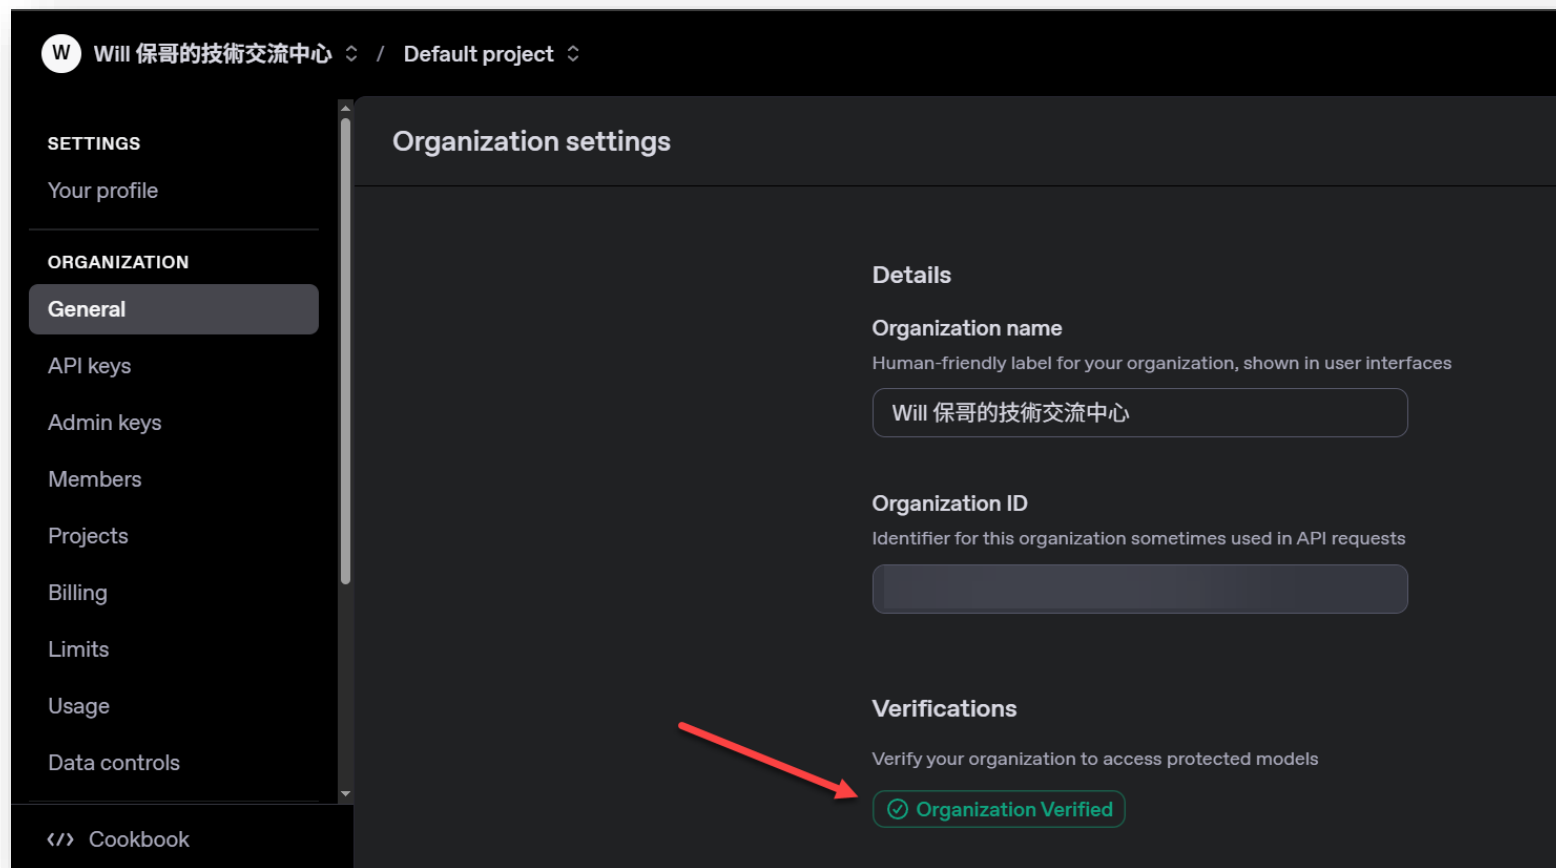 W Will 保哥的技術交流中心 / Default project
SETTINGS
Your profile
ORGANIZATION
General
API keys
Admin keys
Members
Projects
Billing
Limits
Usage
Data controls
</> Cookbook
Organization settings
Details
Organization name
Human-friendly label for your organization, shown in user interfaces
Will 保哥的技術交流中心
Organization ID
Identifier for this organization sometimes used in API requests
Verifications
Verify your organization to access protected models
Organization Verified